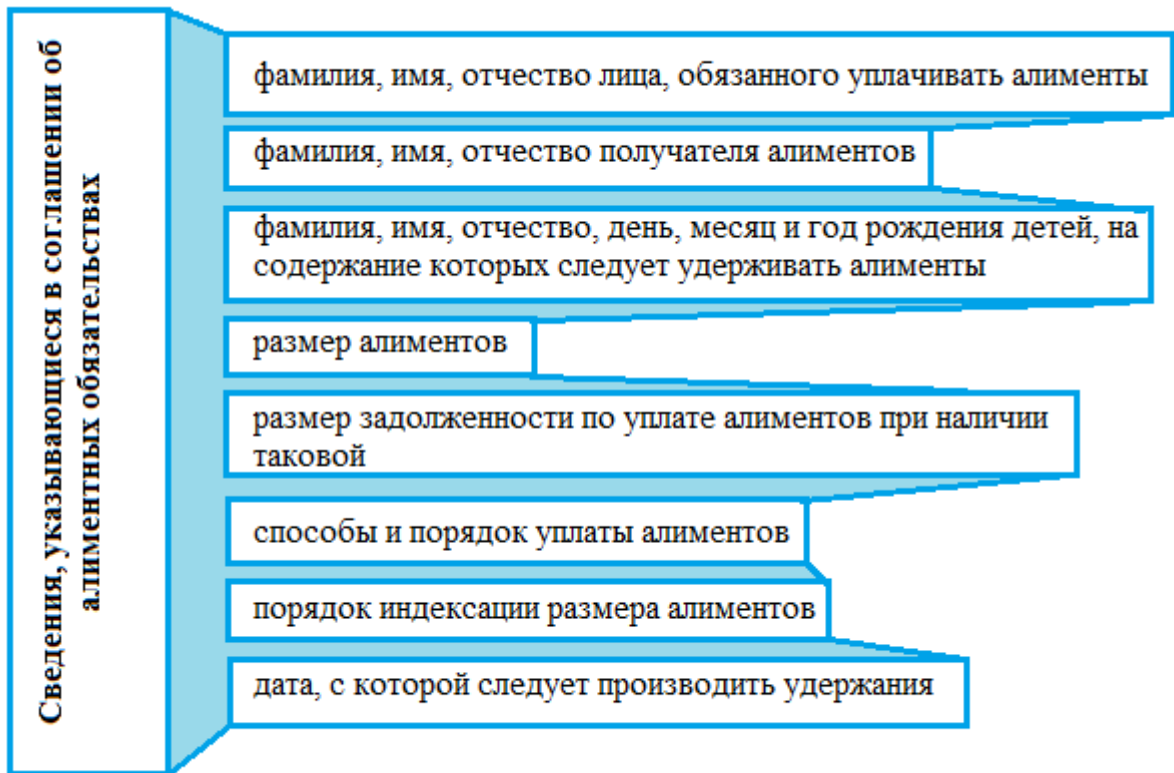 Сведения, указывающиеся в соглашении об
алиментных обязательствах
фамилия, имя, отчество лица, обязанного уплачивать алименты
фамилия, имя, отчество получателя алиментов
фамилия, имя, отчество, день, месяц и год рождения детей, на
содержание которых следует удерживать алименты
размер алиментов
размер задолженности по уплате алиментов при наличии
таковой
способы и порядок уплаты алиментов
порядок индексации размера алиментов
дата, с которой следует производить удержания